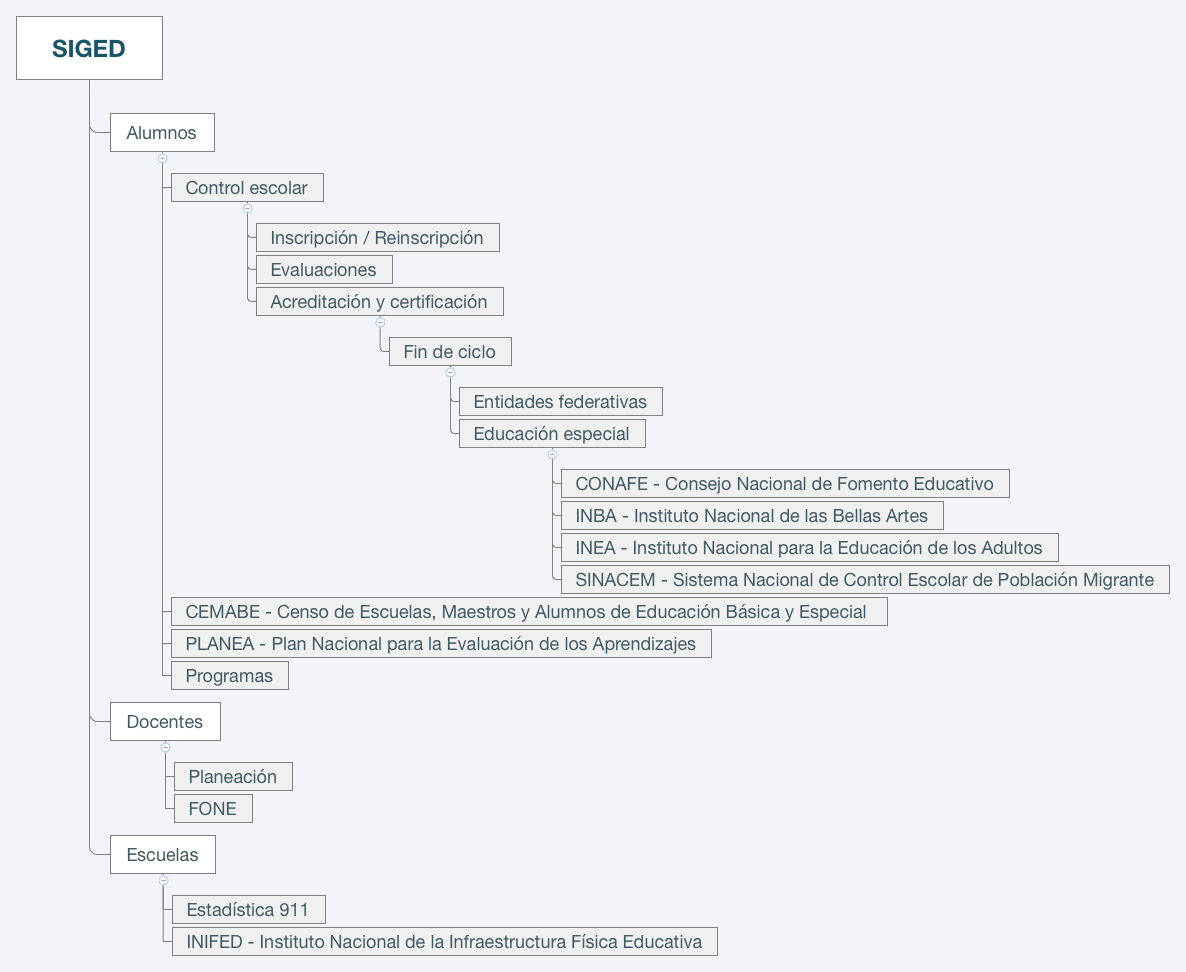 SIGED
Alumnos
Control escolar
Inscripción / Reinscripción
Evaluaciones
Acreditación y certificación
Fin de ciclo
Entidades federativas
Educación especial
CONAFE - Consejo Nacional de Fomento Educativo
INBA - Instituto Nacional de las Bellas Artes
INEA - Instituto Nacional para la Educación de los Adultos
SINACEM - Sistema Nacional de Control Escolar de Población Migrante
CEMABE - Censo de Escuelas, Maestros y Alumnos de Educación Básica y Especial
PLANEA - Plan Nacional para la Evaluación de los Aprendizajes
Programas
Docentes
Planeación
FONE
Escuelas
Estadística 911
INIFED - Instituto Nacional de la Infraestructura Física Educativa